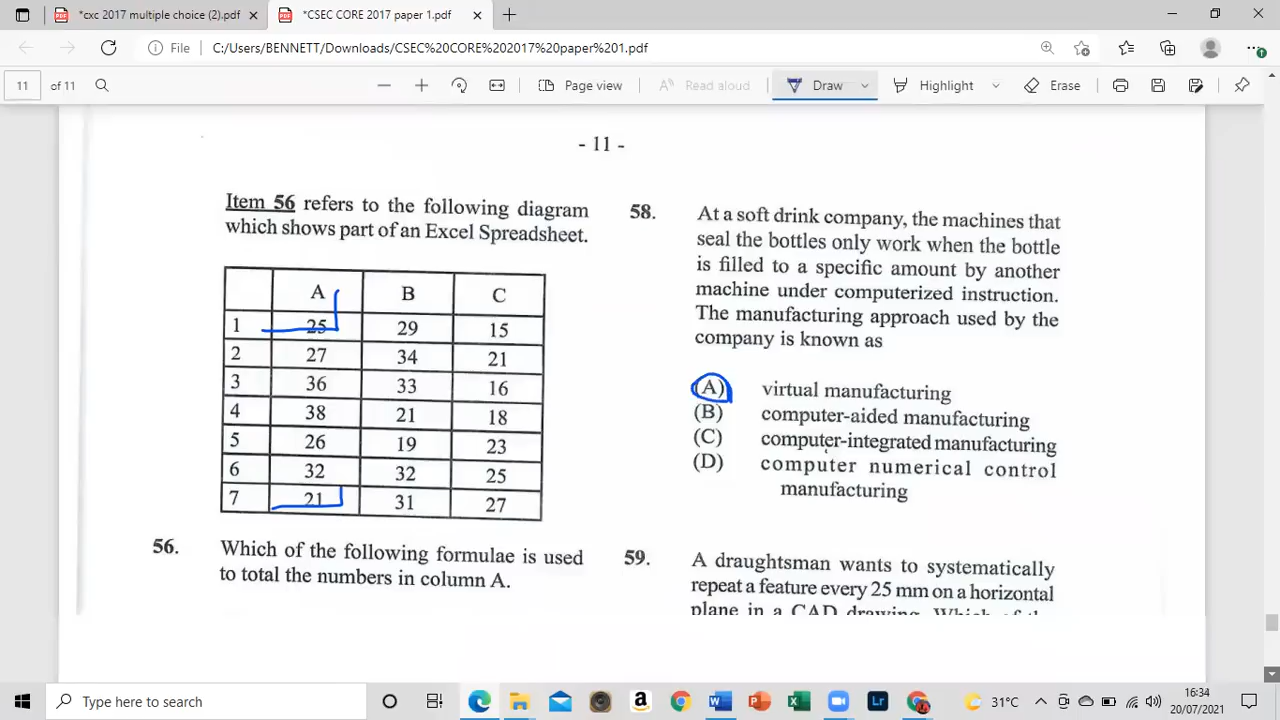 *cxc 2017 multiple choice (2).pdf
*CSEC CORE 2017 paper 1.pdf
File
C:/Users/BENNETT/Downloads/CSEC%20CORE%202017%20paper%201.pdf
11
of 11
Page view
Read aloud
Draw
Highlight
Erase
- 11 -
Item 56 refers to the following diagram
which shows part of an Excel Spreadsheet.
A B C
1 25 29 15
2 27 34 21
3 36 33 16
4 38 21 18
5 26 19 23
6 32 32 25
7 21 31 27
56. Which of the following formulae is used
to total the numbers in column A.
58. At a soft drink company, the machines that
seal the bottles only work when the bottle
is filled to a specific amount by another
machine under computerized instruction.
The manufacturing approach used by the
company is known as
(A) virtual manufacturing
(B) computer-aided manufacturing
(C) computer-integrated manufacturing
(D) computer numerical control
manufacturing
59. A draughtsman wants to systematically
repeat a feature every 25 mm on a horizontal
plane in a CAD drawing. Which of the
Type here to search
31°C
16:34
20/07/2021